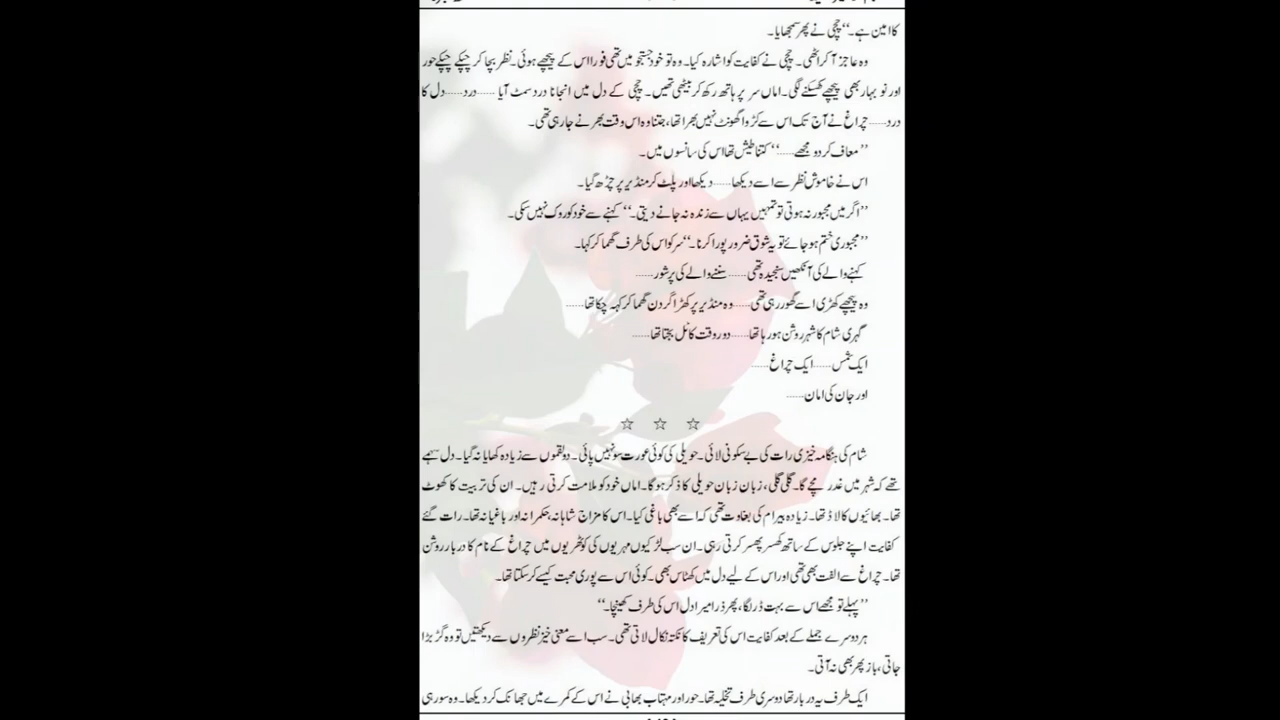 کا امین ہے۔‘‘ چچی نے پھر سمجھایا۔
وہ عاجز آ کر اٹھی۔ چچی نے کفایت کو اشارہ کیا۔ وہ تو خود جستجو میں تھی فورا اس کے پیچھے ہوئی۔ نظر بچا کر چپکے چپکے حور
اور نوبہار بھی پیچھے کھسکنے لگی۔ اماں سر پر ہاتھ رکھ کر بیٹھی تھیں۔ چچی کے دل میں انجانا درد سمٹ آیا ...... درد...... دل کا
درد...... چراغ نے آج تک اس سے کڑوا گھونٹ نہیں بھرا تھا، جتنا وہ اس وقت بھرنے جا رہی تھی۔
’’معاف کر دو مجھے......‘‘ کتنا طیش تھا اس کی سانسوں میں۔
اس نے خاموش نظر سے اسے دیکھا...... دیکھا اور پلٹ کر منڈیر پر چڑھ گیا۔
’’اگر میں مجبور نہ ہوتی تو تمہیں یہاں سے زندہ نہ جانے دیتی۔‘‘ کہنے سے خود کو روک نہیں سکی۔
’’مجبوری ختم ہو جائے تو یہ شوق ضرور پورا کرنا۔‘‘ سر کو اس کی طرف گھما کر کہا۔
کہنے والے کی آنکھیں سنجیدہ تھی...... سننے والے کی پر شور......
وہ پیچھے کھڑی اسے گھور رہی تھی...... وہ منڈیر پر کھڑا گردن گھما کر کہہ چکا تھا......
گہری شام کا شہر روشن ہو رہا تھا...... دور وقت کا ٹل بجتا تھا......
ایک شمس...... ایک چراغ......
اور جان کی امان......
☆ ☆ ☆
شام کی ہنگامہ خیزی رات کی بے سکونی لائی۔ حویلی کی کوئی عورت سو نہیں پائی۔ دو لقموں سے زیادہ کھایا نہ گیا۔ دل سہمے
تھے کہ شہر میں غدر مچے گا۔ گلی گلی، زبان زبان حویلی کا ذکر ہو گا۔ اماں خود کو ملامت کرتی رہیں۔ ان کی تربیت کا کھوٹ
تھا۔ بھائیوں کا لاڈ تھا۔ زیادہ بیرام کی بغاوت تھی کہ اسے بھی باغی کیا۔ اس کا مزاج شاہانہ، حکمرانہ اور باغیانہ تھا۔ رات گئے
کفایت اپنے جلوس کے ساتھ کھسر پھسر کرتی رہی۔ ان سب لڑکیوں مہریوں کی کوٹھریوں میں چراغ کے نام کا دربار روشن
تھا۔ چراغ سے الفت بھی تھی اور اس کے لیے دل میں کھٹاس بھی۔ کوئی اس سے پوری محبت کیسے کر سکتا تھا۔
’’پہلے تو مجھے اس سے بہت ڈر لگا، پھر ذرا میرا دل اس کی طرف کھینچا۔‘‘
ہر دوسرے جملے کے بعد کفایت اس کی تعریف کا نکتہ نکال لاتی تھی۔ سب اسے معنی خیز نظروں سے دیکھتیں تو وہ گڑبڑا
جاتی، باز پھر بھی نہ آتی۔
ایک طرف یہ دربار تھا دوسری طرف تخلیہ تھا۔ حور اور مہتاب بھابی نے اس کے کمرے میں جھانک کر دیکھا۔ وہ سو رہی